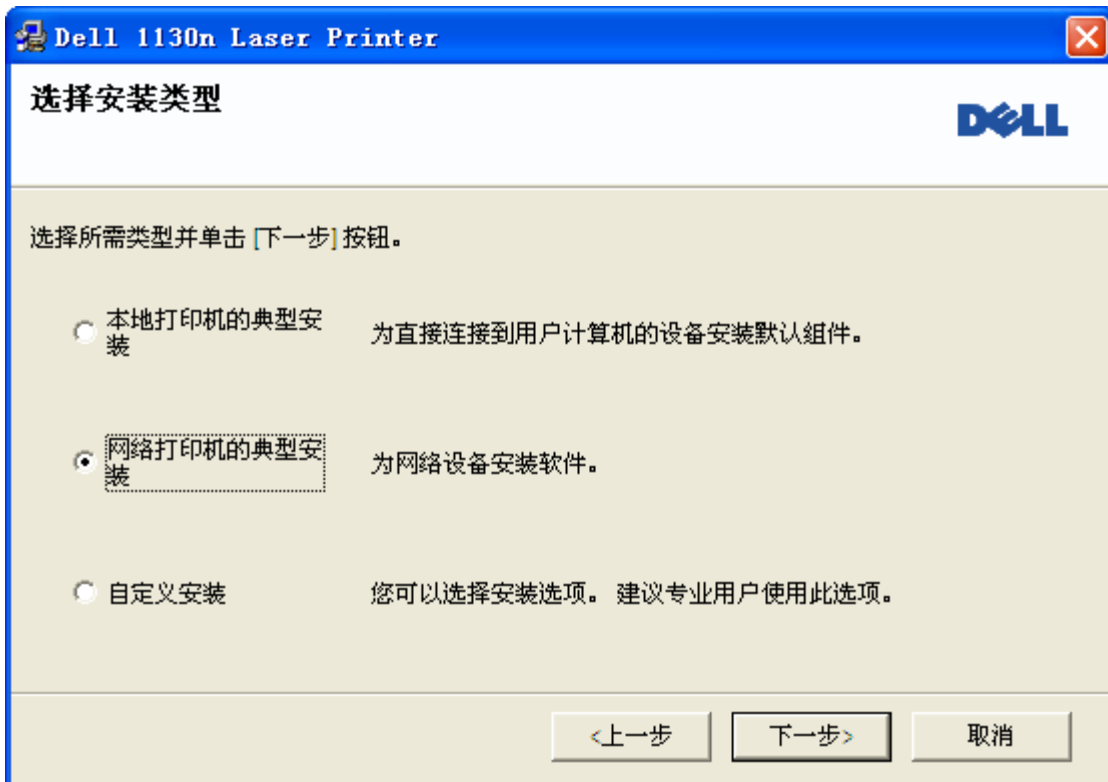 Dell 1130n Laser Printer
选择安装类型
DELL
选择所需类型并单击 [下一步] 按钮。
本地打印机的典型安
装
为直接连接到用户计算机的设备安装默认组件。
网络打印机的典型安
装
为网络设备安装软件。
自定义安装
您可以选择安装选项。 建议专业用户使用此选项。
<上一步
下一步>
取消